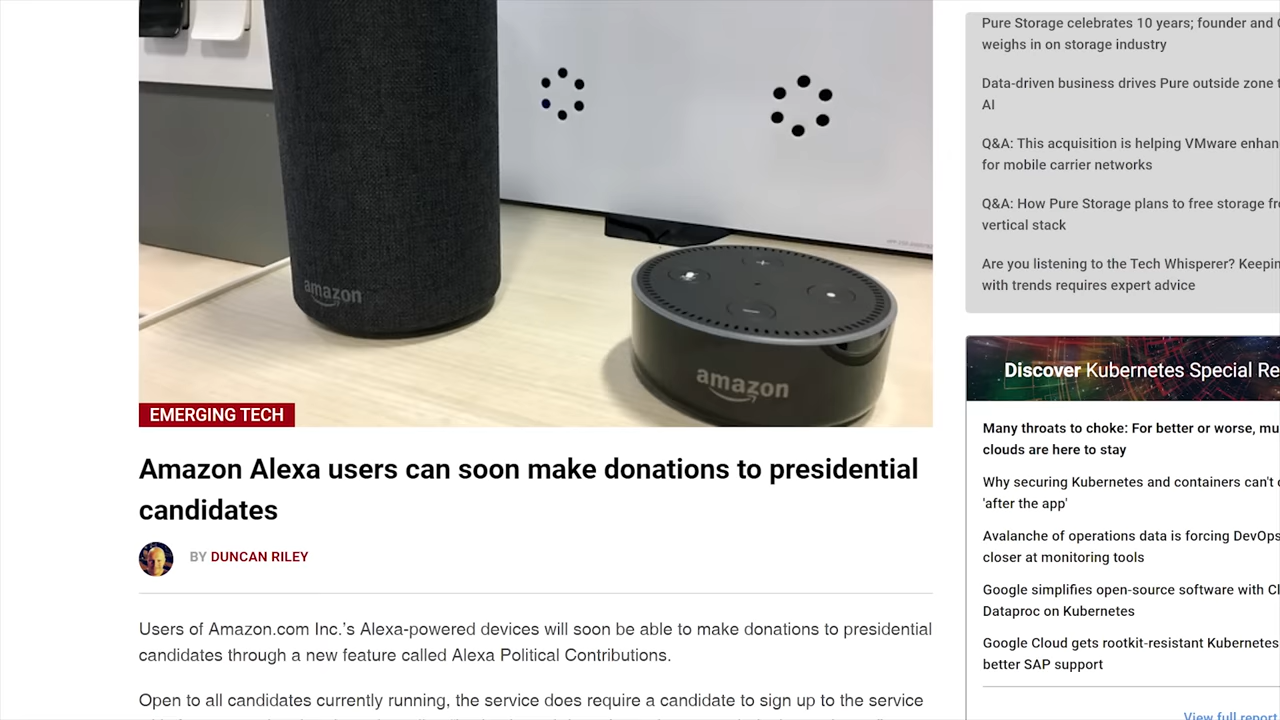 amazon
amazon
EMERGING TECH
Amazon Alexa users can soon make donations to presidential
candidates
BY DUNCAN RILEY
Users of Amazon.com Inc.’s Alexa-powered devices will soon be able to make donations to presidential
candidates through a new feature called Alexa Political Contributions.
Open to all candidates currently running, the service does require a candidate to sign up to the service
Pure Storage celebrates 10 years; founder and
weighs in on storage industry
Data-driven business drives Pure outside zone
AI
Q&A: This acquisition is helping VMware
for mobile carrier networks
Q&A: How Pure Storage plans to free storage
vertical stack
Are you listening to the Tech Whisperer?
with trends requires expert advice
Discover Kubernetes Special
Many threats to choke: For better or worse,
clouds are here to stay
Why securing Kubernetes and containers can't
'after the app'
Avalanche of operations data is forcing
closer at monitoring tools
Google simplifies open-source software with
Dataproc on Kubernetes
Google Cloud gets rootkit-resistant Kubernetes
better SAP support
View full report